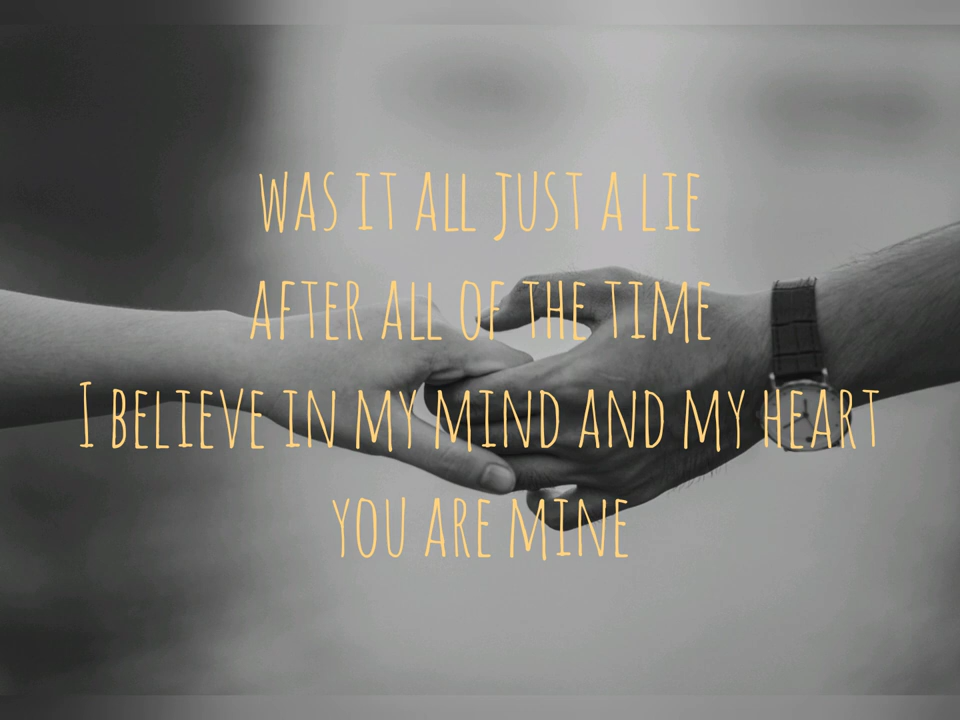 WAS IT ALL JUST A LIE
AFTER ALL OF THE TIME
I BELIEVE IN MY MIND AND MY HEART
YOU ARE MINE